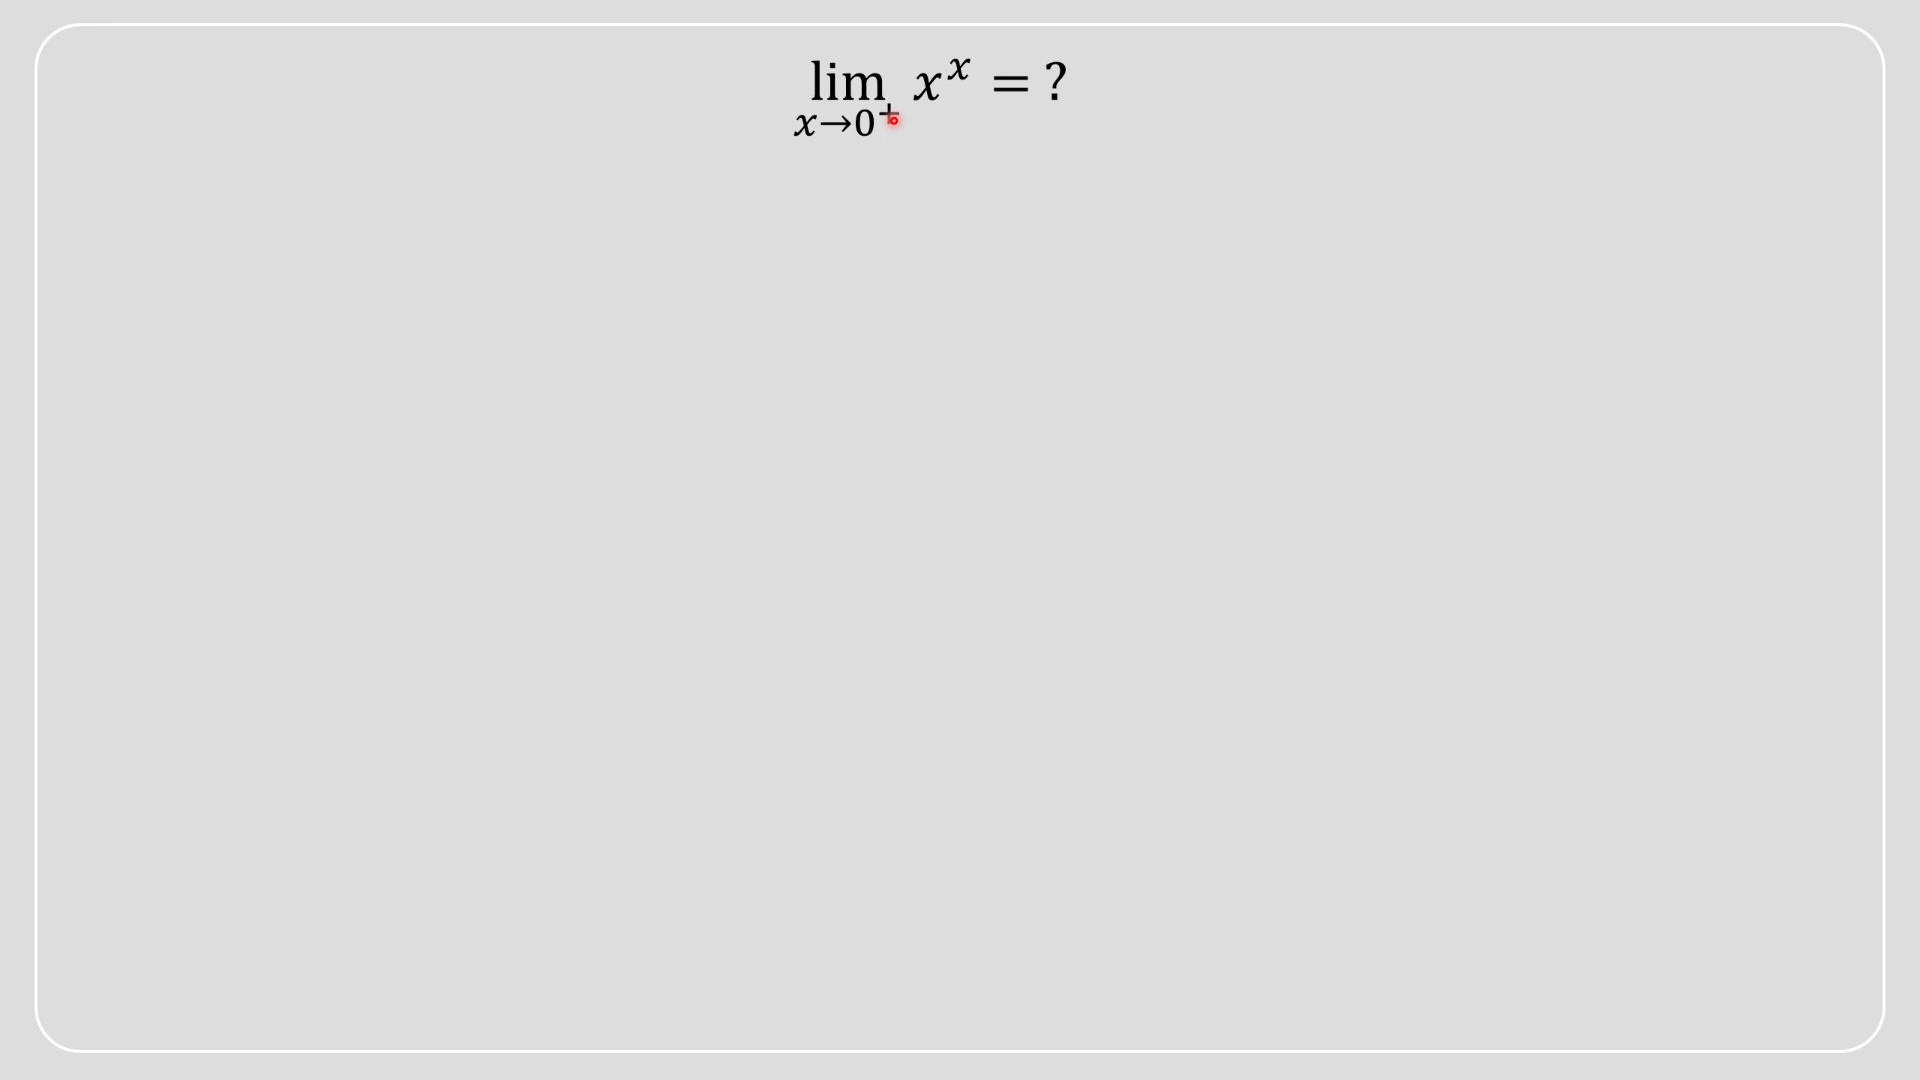 lim x^x = ?
x→0⁺